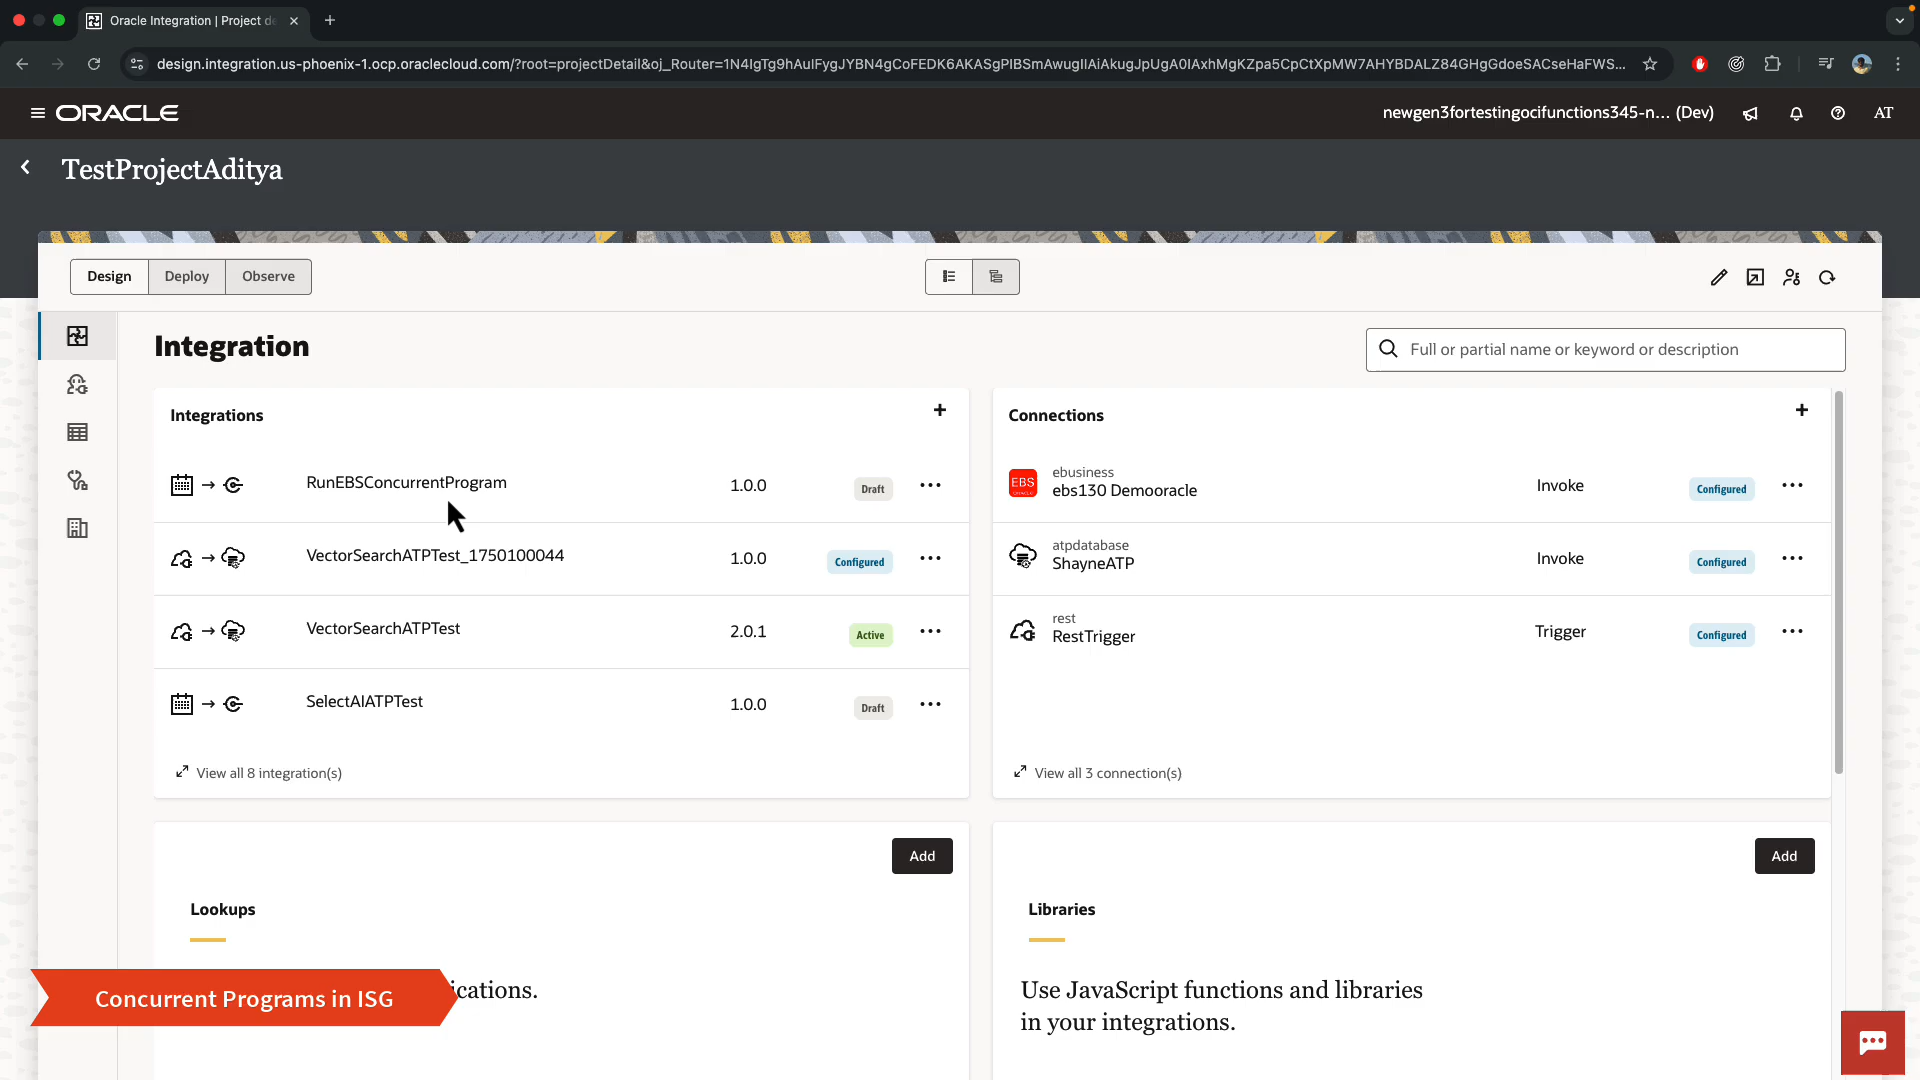 Oracle Integration | Project de
design.integration.us-phoenix-1.ocp.oraclecloud.com/?root=projectDetail&oj_Router=1N4IgTg9hAuIFygJYBN4gCoFEDK6AKASgPIBSmAwugIlAiAkugJpUgA0IAxhMgKZpa5CpCtXpMW7AHYBDALZ84GHgGdoeSACseHaFWS...
ORACLE
newgen3fortestingocifunctions345-n... (Dev)
AT
TestProjectAditya
Design
Deploy
Observe
Integration
Full or partial name or keyword or description
Integrations
RunEBSConcurrentProgram
1.0.0
Draft
VectorSearchATPTest_1750100044
1.0.0
Configured
VectorSearchATPTest
2.0.1
Active
SelectAIATPTest
1.0.0
Draft
View all 8 integration(s)
Connections
EBS
ORACLE
ebusiness
ebs130 Demooracle
Invoke
Configured
atpdatabase
ShayneATP
Invoke
Configured
rest
RestTrigger
Trigger
Configured
View all 3 connection(s)
Add
Lookups
ications.
Add
Libraries
Use JavaScript functions and libraries
in your integrations.
Concurrent Programs in ISG